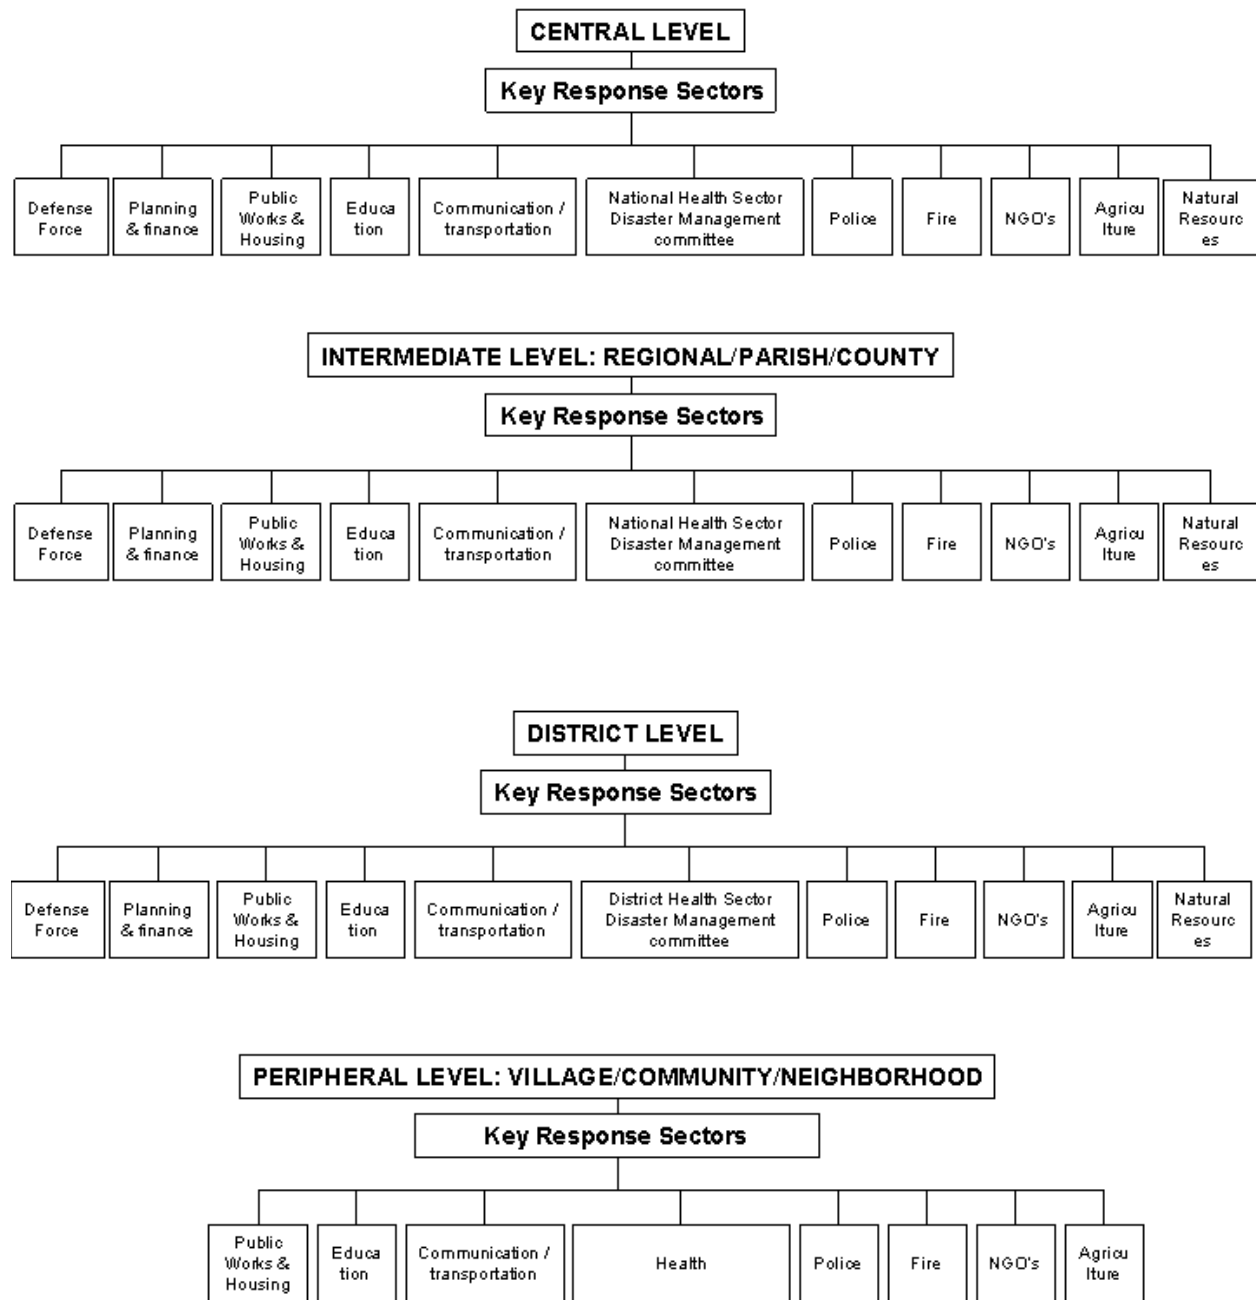 CENTRAL LEVEL
Key Response Sectors
Defense
Force
Planning
& finance
Public
Works &
Housing
Educa
tion
Communication /
transportation
National Health Sector
Disaster Management
committee
Police
Fire
NGO's
Agricu
lture
Natural
Resourc
es
INTERMEDIATE LEVEL: REGIONAL/PARISH/COUNTY
Key Response Sectors
Defense
Force
Planning
& finance
Public
Works &
Housing
Educa
tion
Communication /
transportation
National Health Sector
Disaster Management
committee
Police
Fire
NGO's
Agricu
lture
Natural
Resourc
es
DISTRICT LEVEL
Key Response Sectors
Defense
Force
Planning
& finance
Public
Works &
Housing
Educa
tion
Communication /
transportation
District Health Sector
Disaster Management
committee
Police
Fire
NGO's
Agricu
lture
Natural
Resourc
es
PERIPHERAL LEVEL: VILLAGE/COMMUNITY/NEIGHBORHOOD
Key Response Sectors
Public
Works &
Housing
Educa
tion
Communication /
transportation
Health
Police
Fire
NGO's
Agricu
lture